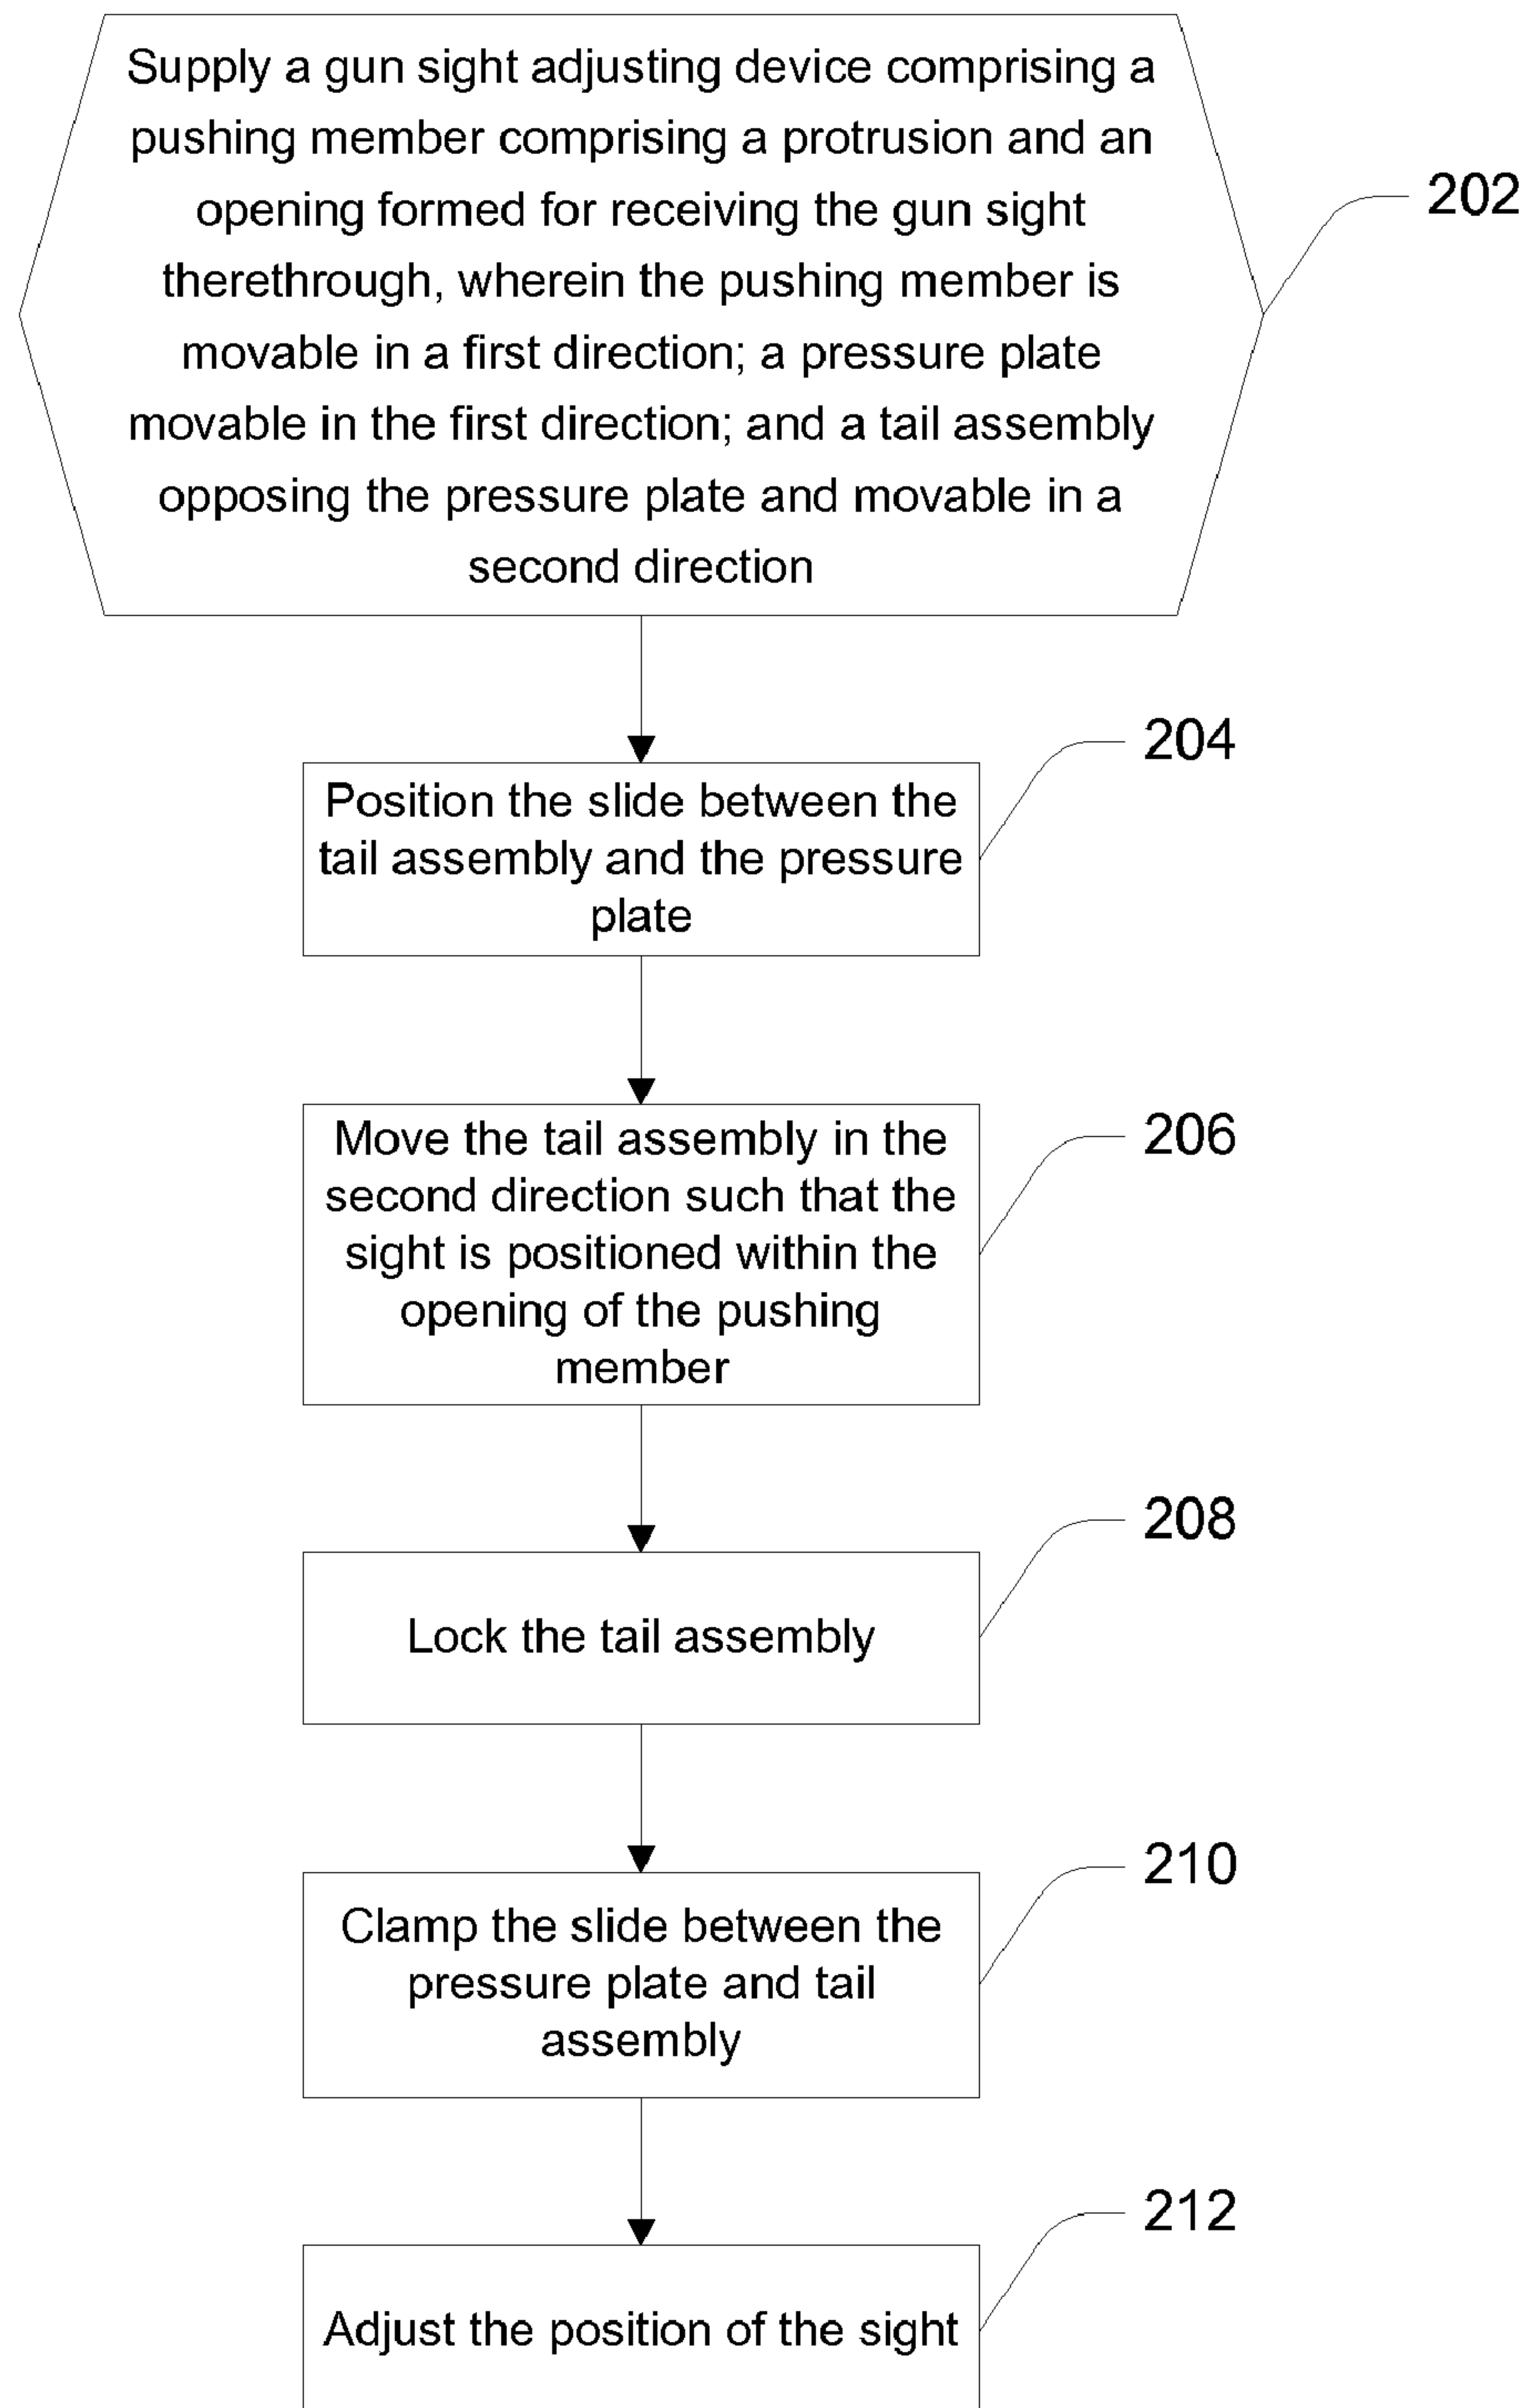 Supply a gun sight adjusting device comprising a
pushing member comprising a protrusion and an
opening formed for receiving the gun sight
therethrough, wherein the pushing member is
movable in a first direction; a pressure plate
movable in the first direction; and a tail assembly
opposing the pressure plate and movable in a
second direction
202
204
Position the slide between the
tail assembly and the pressure
plate
206
Move the tail assembly in the
second direction such that the
sight is positioned within the
opening of the pushing
member
208
Lock the tail assembly
210
Clamp the slide between the
pressure plate and tail
assembly
212
Adjust the position of the sight